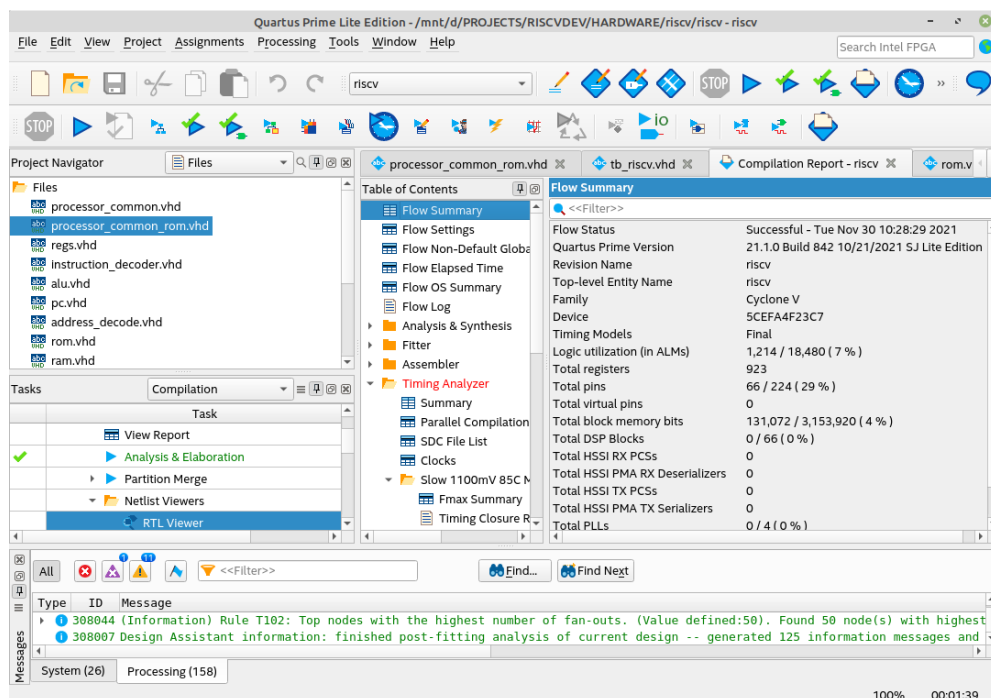 Quartus Prime Lite Edition - /mnt/d/PROJECTS/RISCVDEV/HARDWARE/riscv/riscv - riscv
File Edit View Project Assignments Processing Tools Window Help
Search Intel FPGA
riscv
STOP
»
STOP
io
Project Navigator
Files
Files
processor_common.vhd
processor_common_rom.vhd
regs.vhd
instruction_decoder.vhd
alu.vhd
pc.vhd
address_decode.vhd
rom.vhd
ram.vhd
Tasks
Compilation
Task
View Report
Analysis & Elaboration
Partition Merge
Netlist Viewers
RTL Viewer
processor_common_rom.vhd
tb_riscv.vhd
Compilation Report - riscv
rom.v
Table of Contents
Flow Summary
Flow Settings
Flow Non-Default Globa
Flow Elapsed Time
Flow OS Summary
Flow Log
Analysis & Synthesis
Fitter
Assembler
Timing Analyzer
Summary
Parallel Compilation
SDC File List
Clocks
Slow 1100mV 85C M
Fmax Summary
Timing Closure R
Flow Summary
<<Filter>>
Flow Status Successful - Tue Nov 30 10:28:29 2021
Quartus Prime Version 21.1.0 Build 842 10/21/2021 SJ Lite Edition
Revision Name riscv
Top-level Entity Name riscv
Family Cyclone V
Device 5CEFA4F23C7
Timing Models Final
Logic utilization (in ALMs) 1,214 / 18,480 ( 7 % )
Total registers 923
Total pins 66 / 224 ( 29 % )
Total virtual pins 0
Total block memory bits 131,072 / 3,153,920 ( 4 % )
Total DSP Blocks 0 / 66 ( 0 % )
Total HSSI RX PCSs 0
Total HSSI PMA RX Deserializers 0
Total HSSI TX PCSs 0
Total HSSI PMA TX Serializers 0
Total PLLs 0 / 4 ( 0 % )
All
1
11
<<Filter>>
Find...
Find Next
Type ID Message
308044 (Information) Rule T102: Top nodes with the highest number of fan-outs. (Value defined:50). Found 50 node(s) with highest
308007 Design Assistant information: finished post-fitting analysis of current design -- generated 125 information messages and
Messages
System (26)
Processing (158)
100% 00:01:39